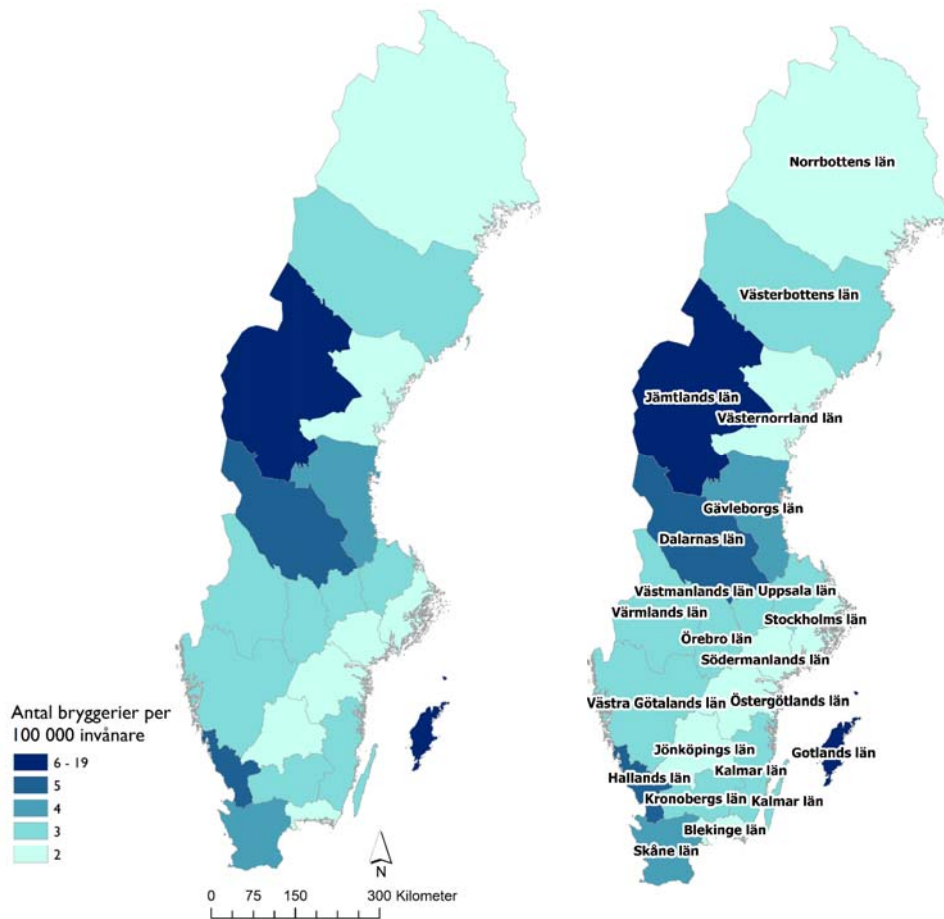 Norrbottens län
Västerbottens län
Jämtlands län
Västernorrland län
Gävleborgs län
Dalarnas län
Västmanlands län
Uppsala län
Värmlands län
Stockholms län
Örebro län
Södermanlands län
Västra Götalands län
Östergötlands län
Jönköpings län
Gotlands län
Kalmar län
Hallands län
Kronobergs län
Kalmar län
Blekinge län
Skåne län
Antal bryggerier per
100 000 invånare
6 - 19
5
4
3
2
N
0 75 150 300 Kilometer